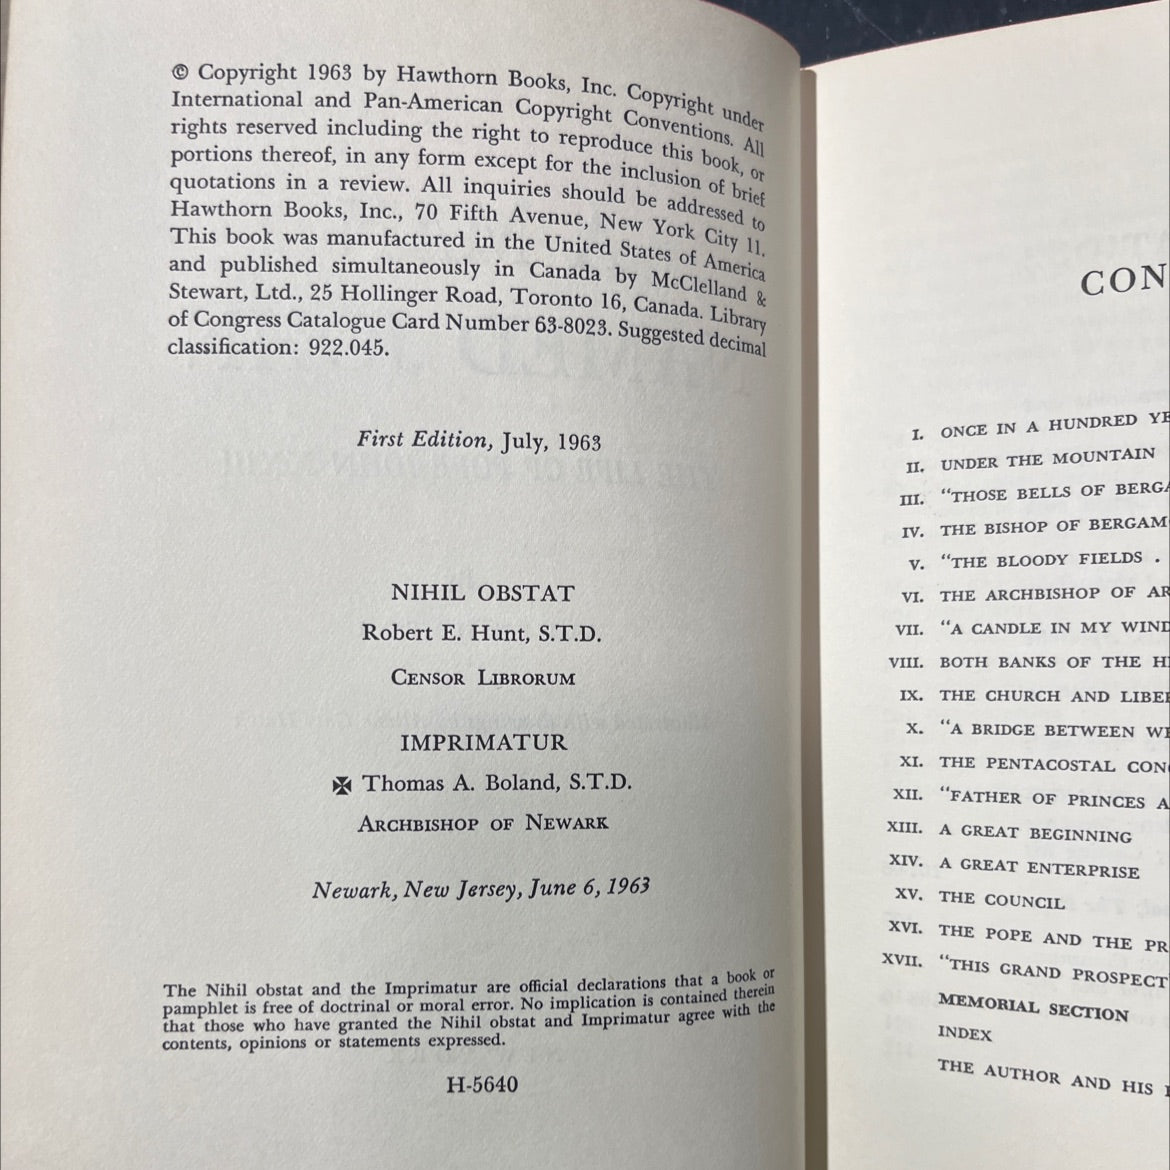 © Copyright 1963 by Hawthorn Books, Inc. Copyright under
International and Pan-American Copyright Conventions. All
rights reserved including the right to reproduce this book, or
portions thereof, in any form except for the inclusion of brief
quotations in a review. All inquiries should be addressed to
Hawthorn Books, Inc., 70 Fifth Avenue, New York City 11.
This book was manufactured in the United States of America
and published simultaneously in Canada by McClelland &
Stewart, Ltd., 25 Hollinger Road, Toronto 16, Canada. Library
of Congress Catalogue Card Number 63-8023. Suggested decimal
classification: 922.045.
First Edition, July, 1963
NIHIL OBSTAT
Robert E. Hunt, S.T.D.
CENSOR LIBRORUM
IMPRIMATUR
✠ Thomas A. Boland, S.T.D.
ARCHBISHOP OF NEWARK
Newark, New Jersey, June 6, 1963
The Nihil obstat and the Imprimatur are official declarations that a book or
pamphlet is free of doctrinal or moral error. No implication is contained therein
that those who have granted the Nihil obstat and Imprimatur agree with the
contents, opinions or statements expressed.
H-5640
CON
I. ONCE IN A HUNDRED YE
II. UNDER THE MOUNTAIN
III. "THOSE BELLS OF BERGA
IV. THE BISHOP OF BERGAM
V. "THE BLOODY FIELDS .
VI. THE ARCHBISHOP OF AR
VII. "A CANDLE IN MY WIND
VIII. BOTH BANKS OF THE
IX. THE CHURCH AND LIBE
X. "A BRIDGE BETWEEN
XI. THE PENTACOSTAL CON
XII. "FATHER OF PRINCES A
XIII. A GREAT BEGINNING
XIV. A GREAT ENTERPRISE
XV. THE COUNCIL
XVI. THE POPE AND THE PR
XVII. "THIS GRAND PROSPECT
MEMORIAL SECTION
INDEX
THE AUTHOR AND HIS